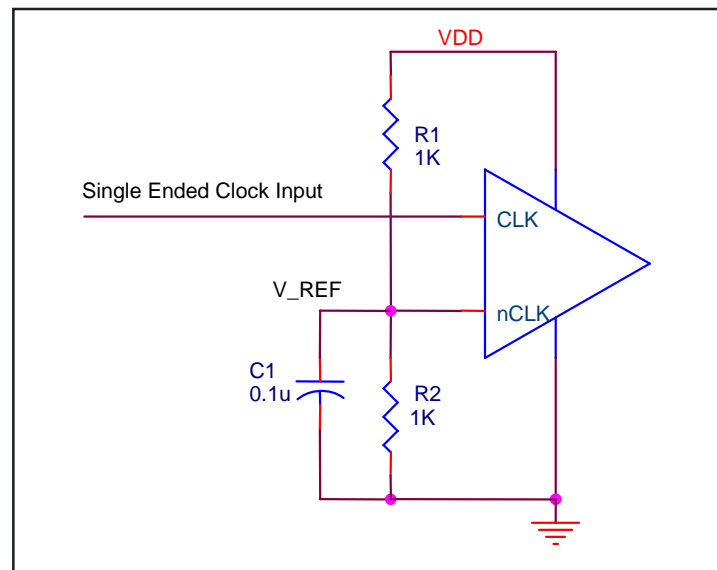 VDD
R1
1K
Single Ended Clock Input
CLK
V_REF
nCLK
C1
0.1u
R2
1K